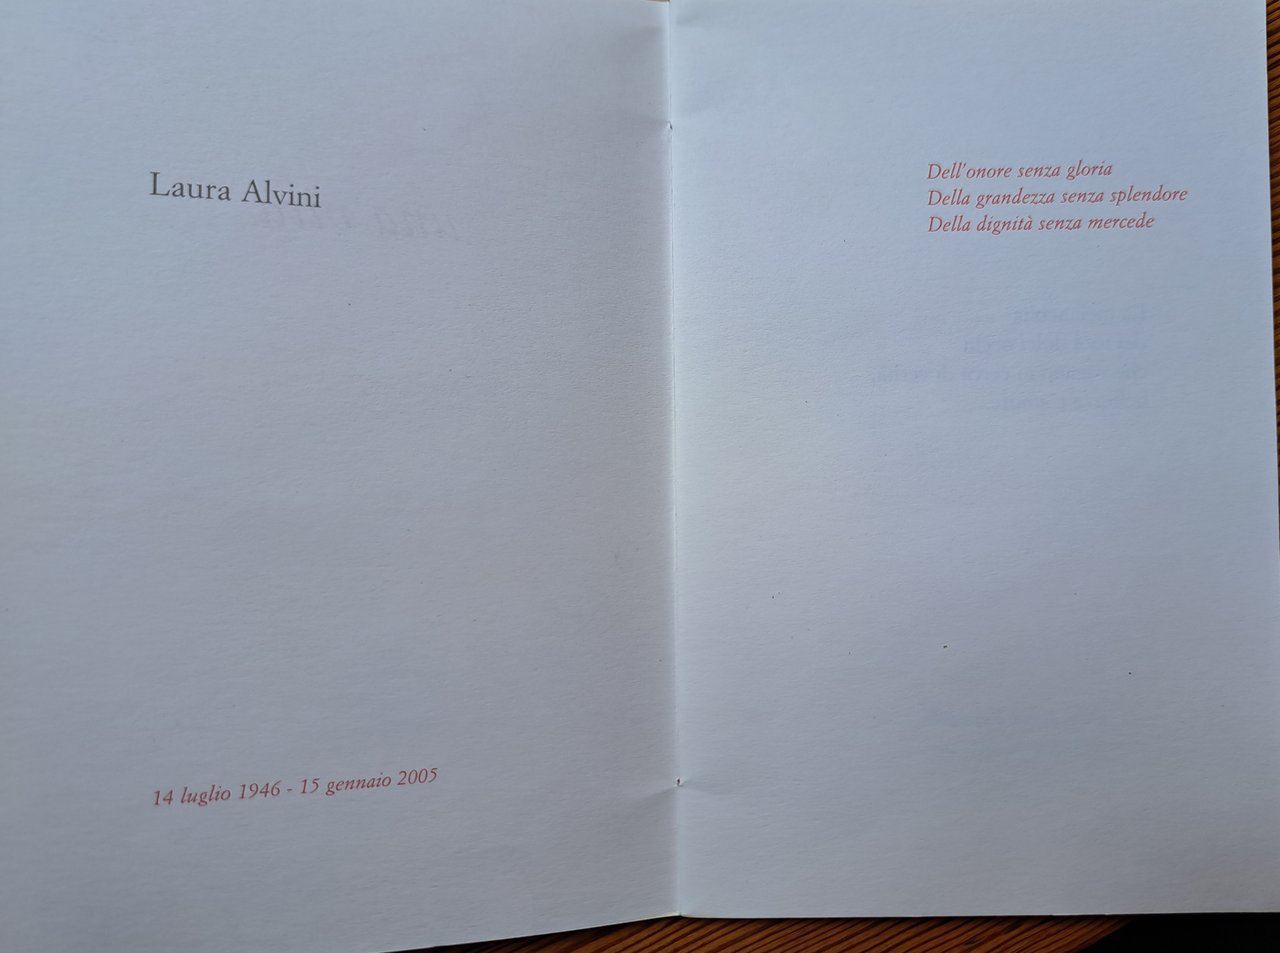 Laura Alvini
14 luglio 1946 - 15 gennaio 2005
Dell'onore senza gloria
Della grandezza senza splendore
Della dignità senza mercede